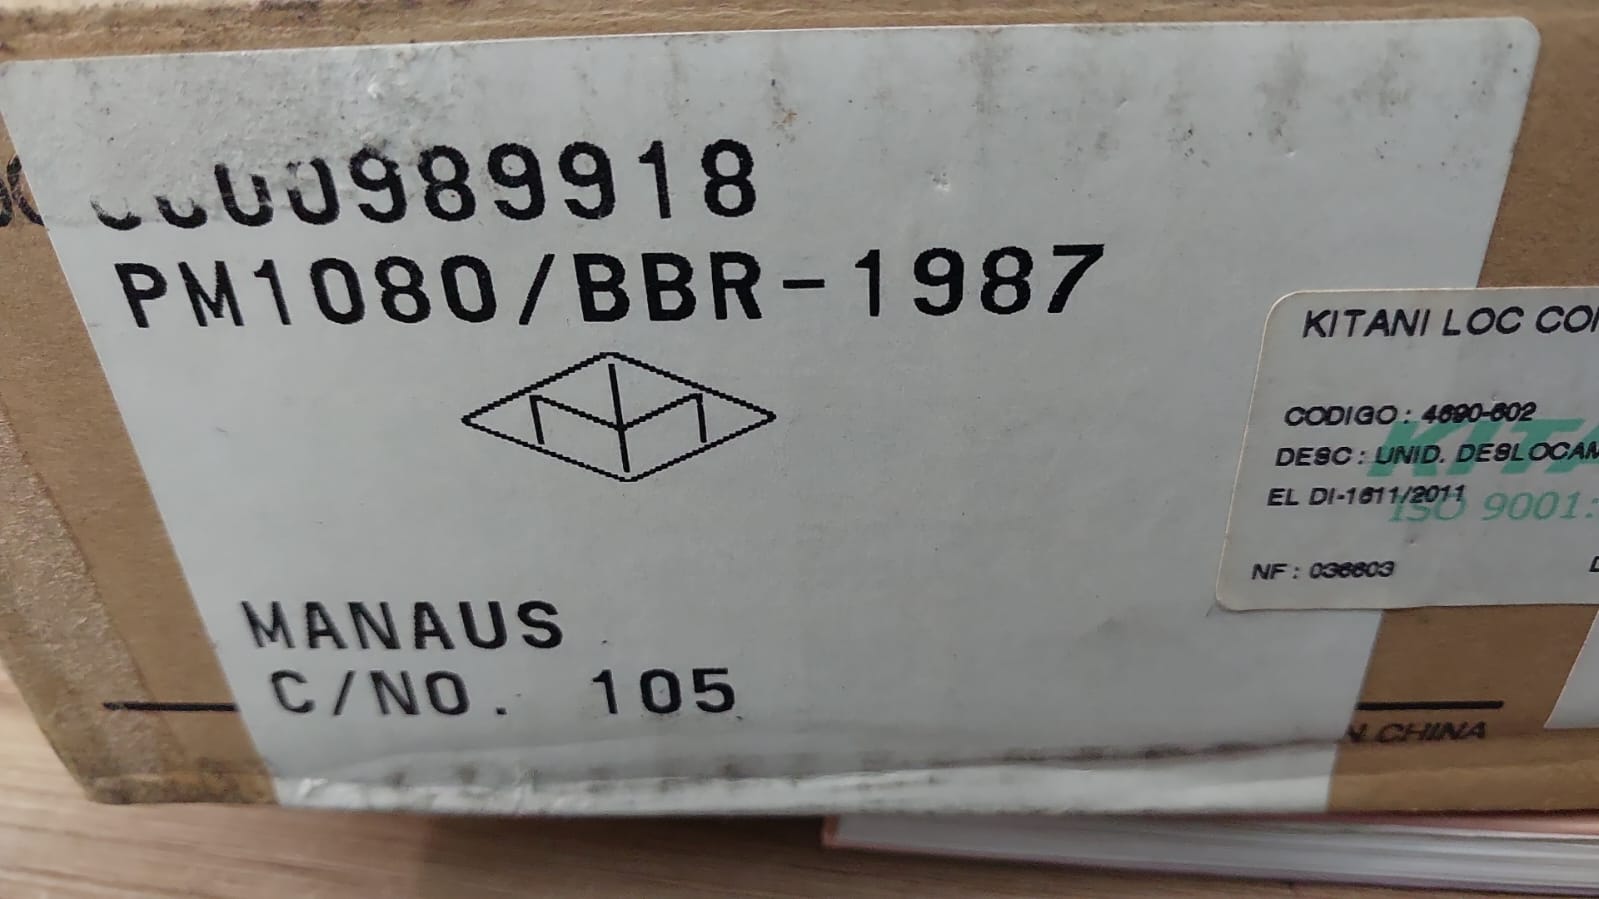 989918
PM1080/BBR-1987
MANAUS
C/NO. 105
KITANI LOC
CODIGO: 4690-602
DESC: UNID.
EL DI-1611/2011
ISO 9001:
NF: 036603
CHINA